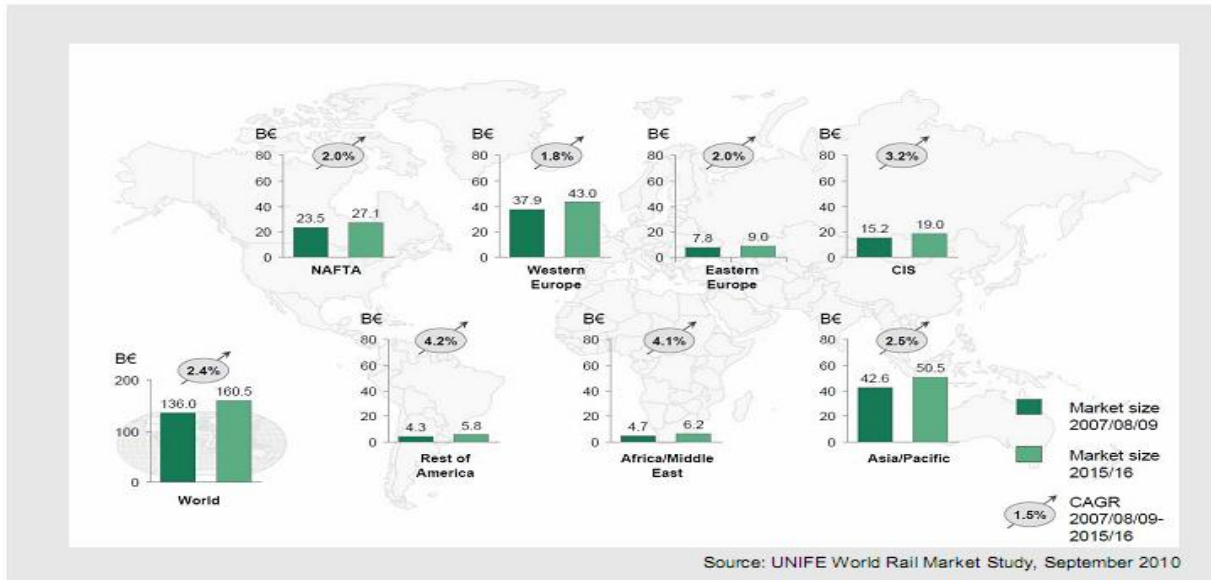 B€
80
60
40
20
0
2.0%
23.5
27.1
NAFTA
B€
80
60
40
20
0
1.8%
37.9
43.0
Western
Europe
B€
80
60
40
20
0
2.0%
7.8
9.0
Eastern
Europe
B€
80
60
40
20
0
3.2%
15.2
19.0
CIS
B€
200
100
0
2.4%
136.0
160.5
World
B€
80
60
40
20
0
4.2%
4.3
5.8
Rest of
America
B€
80
60
40
20
0
4.1%
4.7
6.2
Africa/Middle
East
B€
80
60
40
20
0
2.5%
42.6
50.5
Asia/Pacific
Market size
2007/08/09
Market size
2015/16
1.5%
CAGR
2007/08/09-
2015/16
Source: UNIFE World Rail Market Study, September 2010